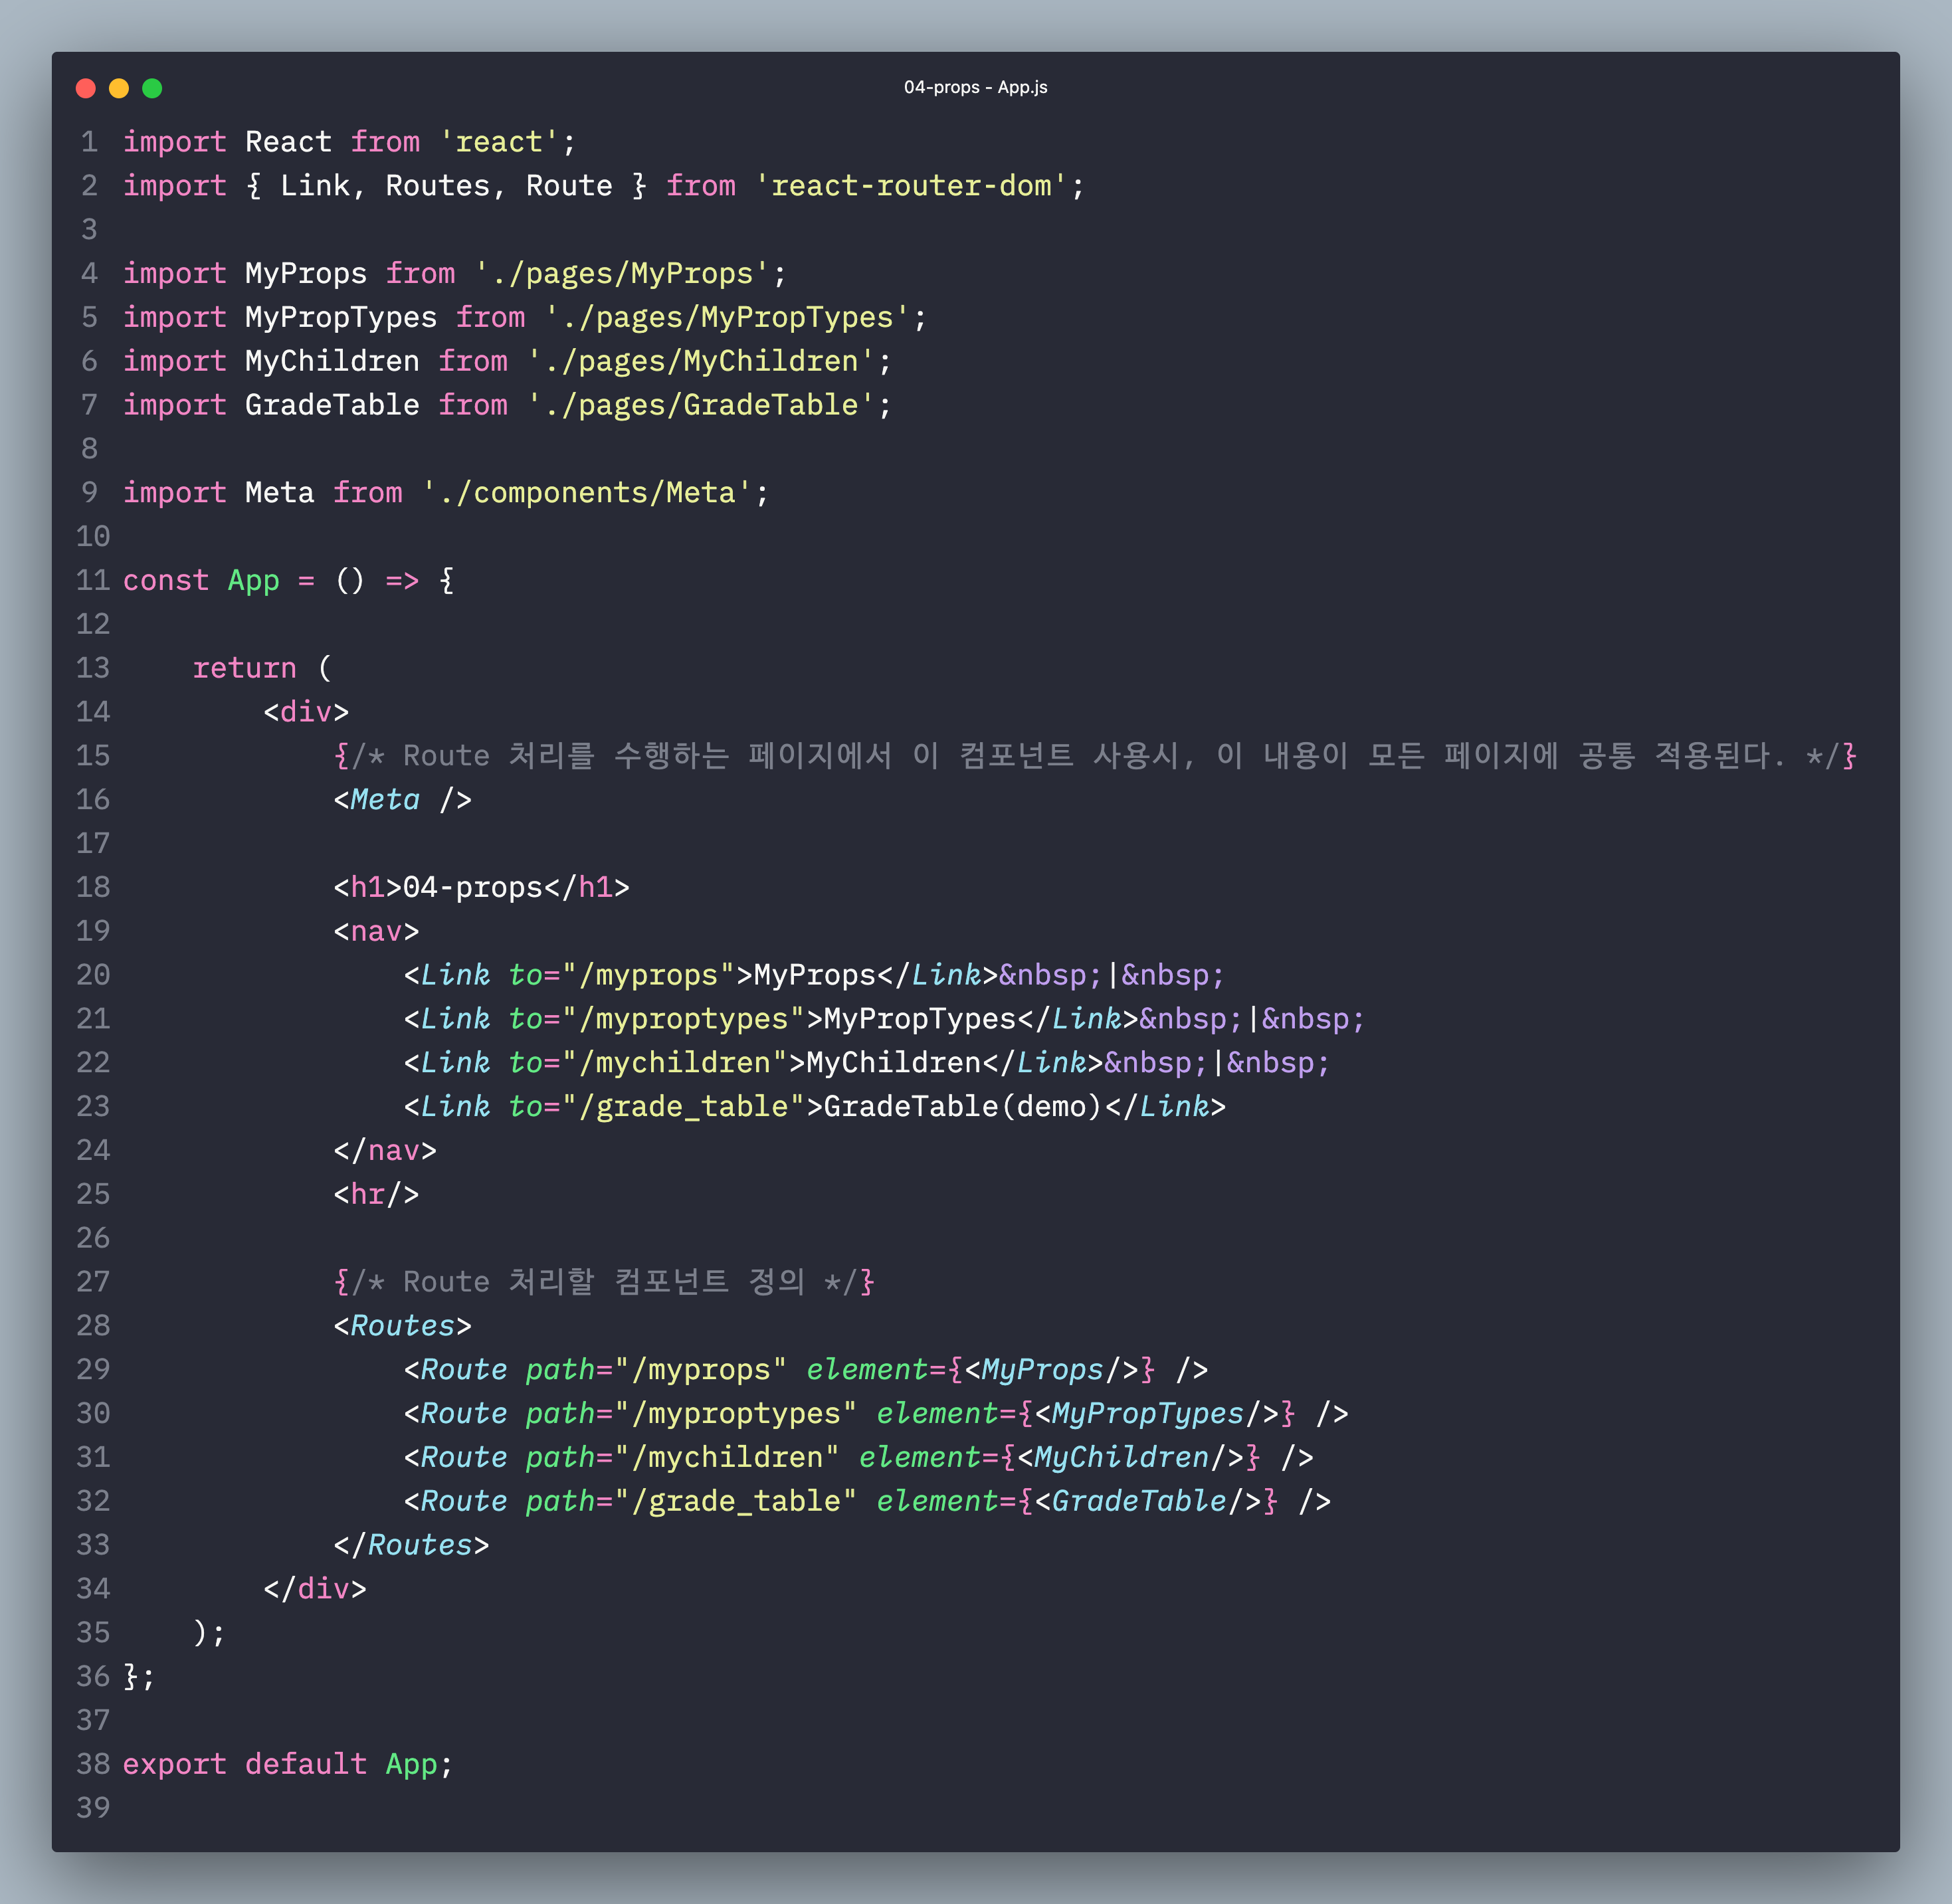 04-props - App.js
1 import React from 'react';
2 import { Link, Routes, Route } from 'react-router-dom';
3
4 import MyProps from './pages/MyProps';
5 import MyPropTypes from './pages/MyPropTypes';
6 import MyChildren from './pages/MyChildren';
7 import GradeTable from './pages/GradeTable';
8
9 import Meta from './components/Meta';
10
11 const App = () => {
12
13     return (
14         <div>
15             {/* Route 처리를 수행하는 페이지에서 이 컴포넌트 사용시, 이 내용이 모든 페이지에 공통 적용된다. */}
16             <Meta />
17
18             <h1>04-props</h1>
19             <nav>
20                 <Link to="/myprops">MyProps</Link>&nbsp;|&nbsp;
21                 <Link to="/myproptypes">MyPropTypes</Link>&nbsp;|&nbsp;
22                 <Link to="/mychildren">MyChildren</Link>&nbsp;|&nbsp;
23                 <Link to="/grade_table">GradeTable(demo)</Link>
24             </nav>
25             <hr/>
26
27             {/* Route 처리할 컴포넌트 정의 */}
28             <Routes>
29                 <Route path="/myprops" element={<MyProps/>} />
30                 <Route path="/myproptypes" element={<MyPropTypes/>} />
31                 <Route path="/mychildren" element={<MyChildren/>} />
32                 <Route path="/grade_table" element={<GradeTable/>} />
33             </Routes>
34         </div>
35     );
36 };
37
38 export default App;
39